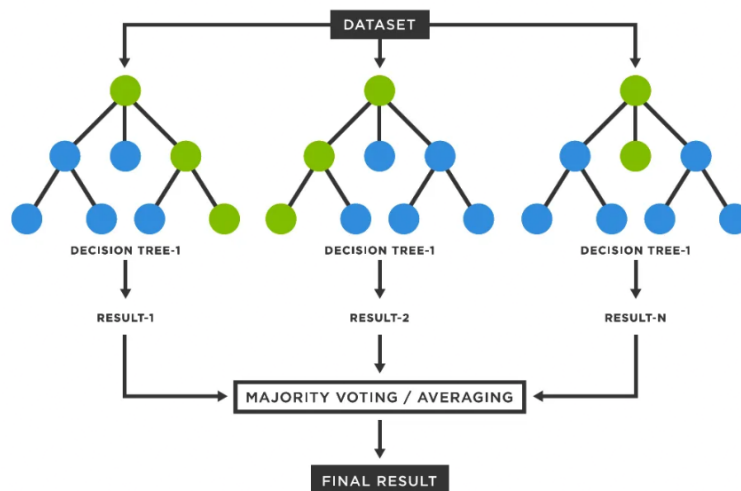 DATASET
DECISION TREE-1
DECISION TREE-1
DECISION TREE-1
RESULT-1
RESULT-2
RESULT-N
MAJORITY VOTING / AVERAGING
FINAL RESULT